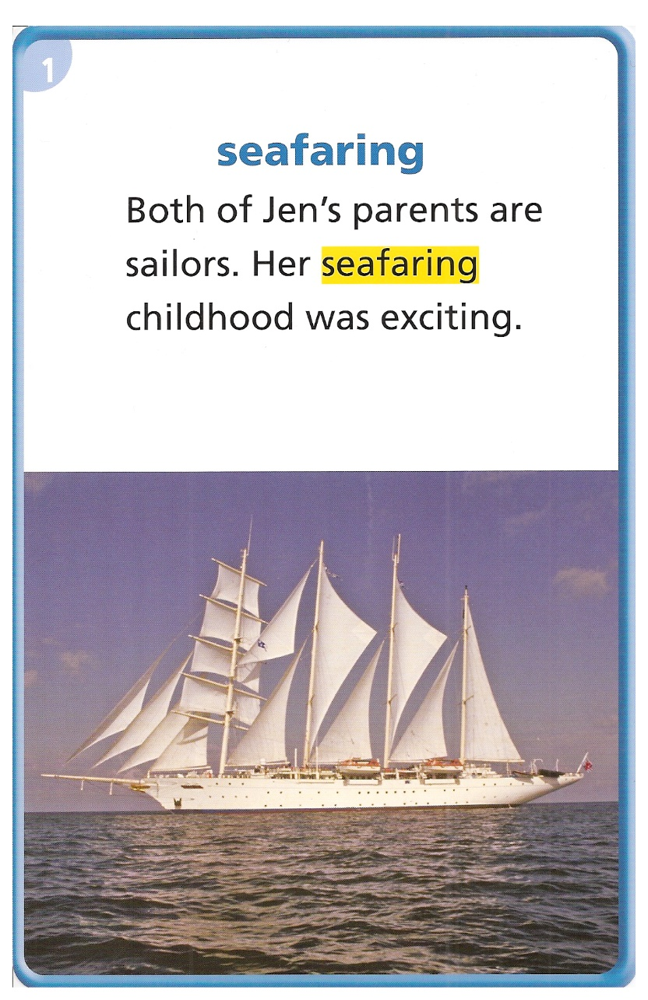 1
seafaring
Both of Jen's parents are
sailors. Her seafaring
childhood was exciting.